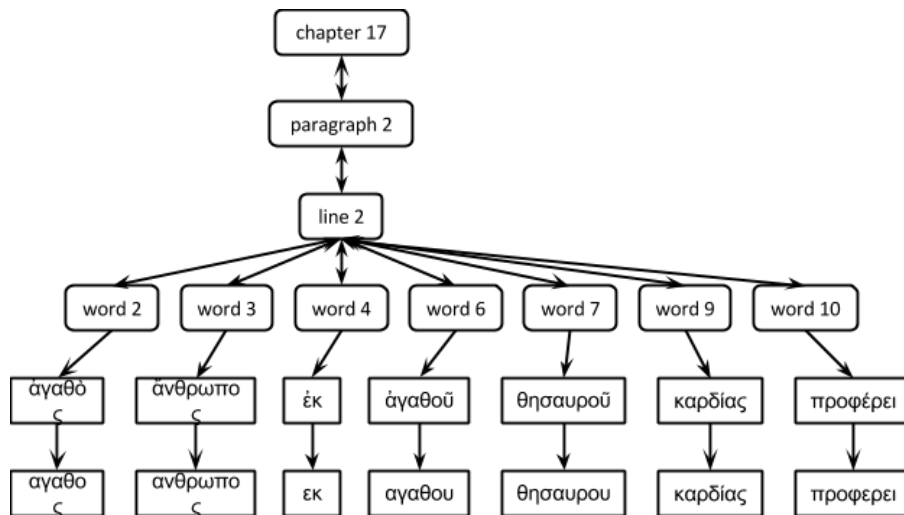 chapter 17
paragraph 2
line 2
word 2 word 3 word 4 word 6 word 7 word 9 word 10
ἀγαθὸς ἄνθρωπος ἐκ ἀγαθοῦ θησαυροῦ καρδίας προφέρει
αγαθος ανθρωπος εκ αγαθου θησαυρου καρδίας προφερει